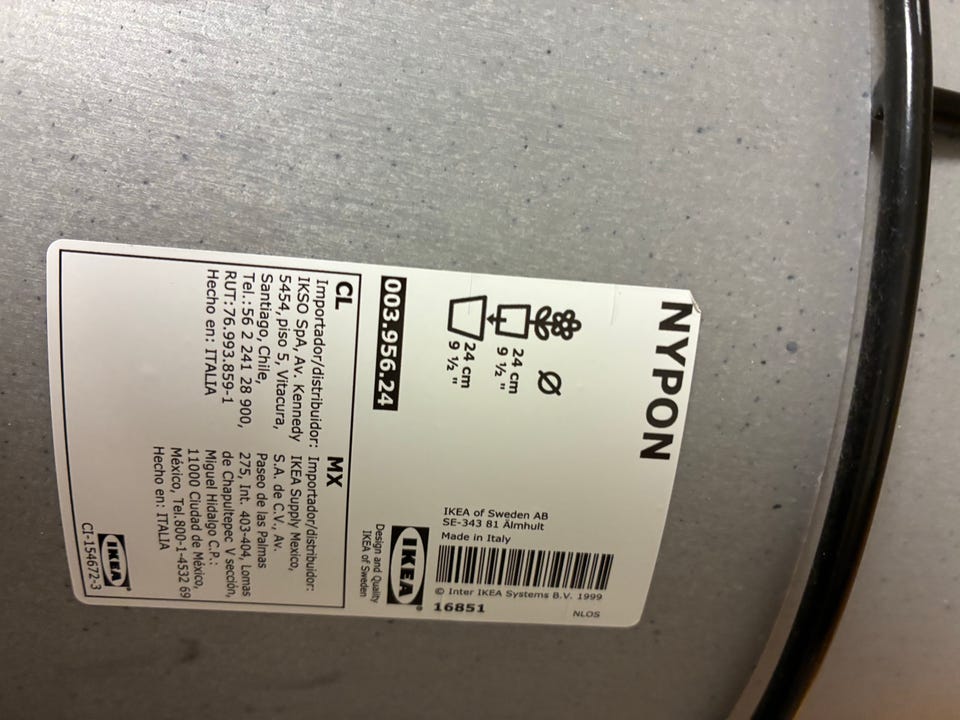 NYPON
Ø
24 cm
9 ½ "
24 cm
9 ½ "
003.956.24
IKEA of Sweden AB
SE-343 81 Älmhult
Made in Italy
© Inter IKEA Systems B.V. 1999
16851
NLOS
IKEA
Design and Quality
IKEA of Sweden
CL
Importador/distribuidor:
IKSO SpA, Av. Kennedy
5454, piso 5, Vitacura,
Santiago, Chile,
Tel.:56 2 241 28 900,
RUT:76.993.859-1
Hecho en: ITALIA
MX
Importador/distribuidor:
IKEA Supply Mexico,
S.A. de C.V., Av.
Paseo de las Palmas
275, Int. 403-404, Lomas
de Chapultepec V sección,
Miguel Hidalgo C.P.:
11000 Ciudad de México,
México, Tel.800-1-4532 69
Hecho en: ITALIA
IKEA
CI-154672-3